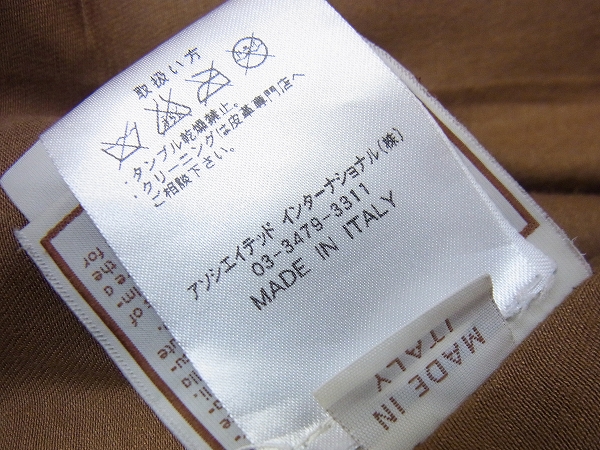 取扱い方
・タンブル乾燥禁止。
・クリーニングは皮革専門店へ
ご相談下さい。
アソシエイテッド インターナショナル(株)
03-3479-3311
MADE IN ITALY
MADE IN
ITALY